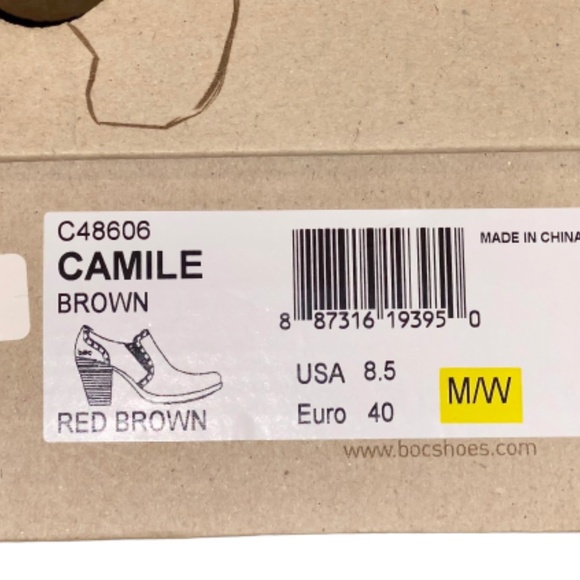 C48606
CAMILE
BROWN
RED BROWN
8 87316 19395 0
MADE IN CHINA
USA 8.5
Euro 40
M/W
www.bocshoes.com